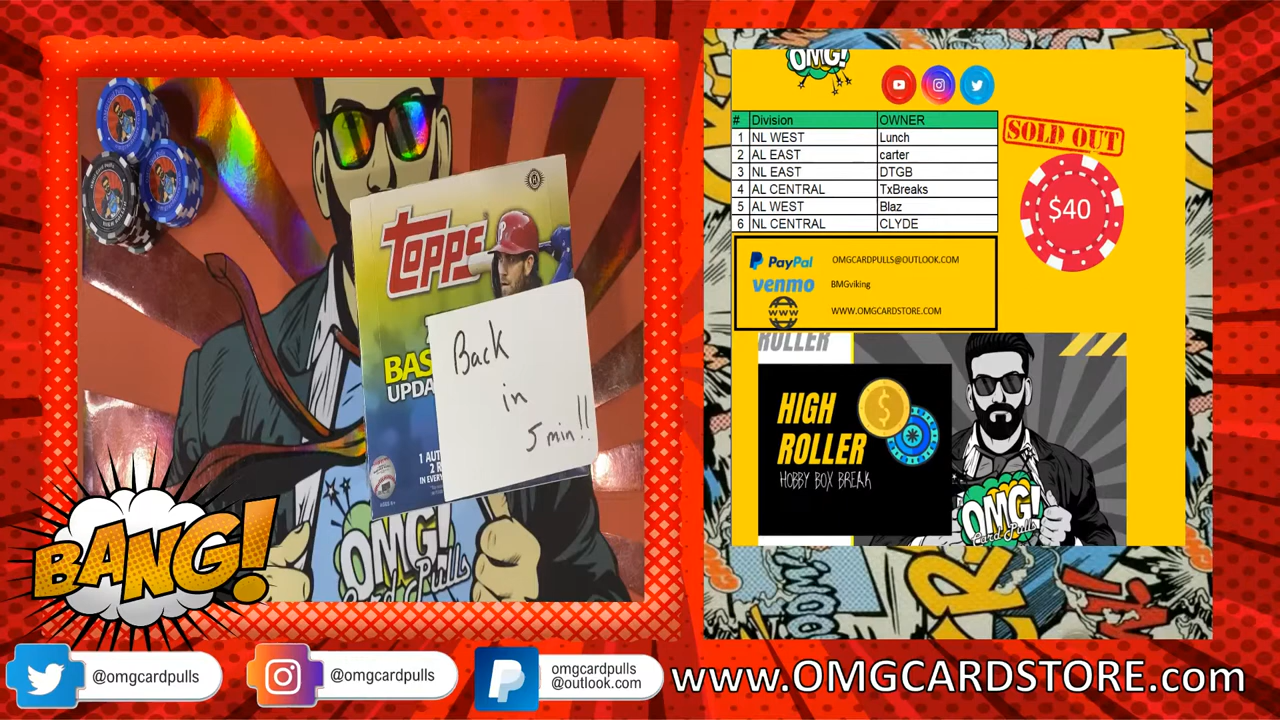 TOPPS
BAS
UPDA
1 AUT
2 R
IN EVERY
AGES 8+
Back
in
5 min!!
OMG!
Card Pulls
BANG!
OMG!
# Division OWNER
1 NL WEST Lunch
2 AL EAST carter
3 NL EAST DTGB
4 AL CENTRAL TxBreaks
5 AL WEST Blaz
6 NL CENTRAL CLYDE
SOLD OUT
$40
PayPal OMGCARDPULLS@OUTLOOK.COM
venmo BMGviking
WWW WWW.OMGCARDSTORE.COM
ROLLER
HIGH
ROLLER
HOBBY BOX BREAK
OMG!
Card Pulls
@omgcardpulls
@omgcardpulls
omgcardpulls
@outlook.com
www.OMGCARDSTORE.com